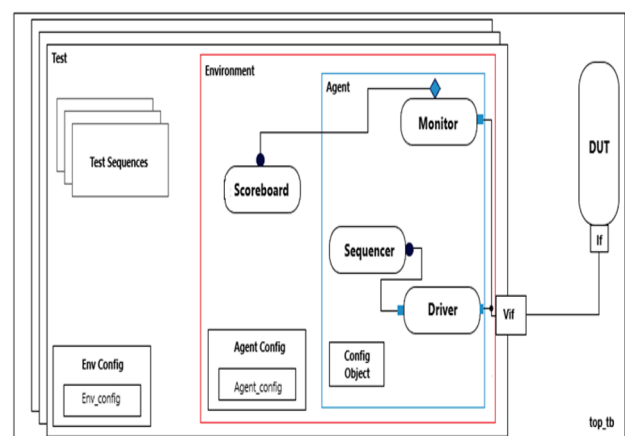 Test
Environment
Agent
Monitor
DUT
Test Sequences
Scoreboard
Sequencer
If
Driver
Vif
Env Config
Env_config
Agent Config
Agent_config
Config
Object
top_tb